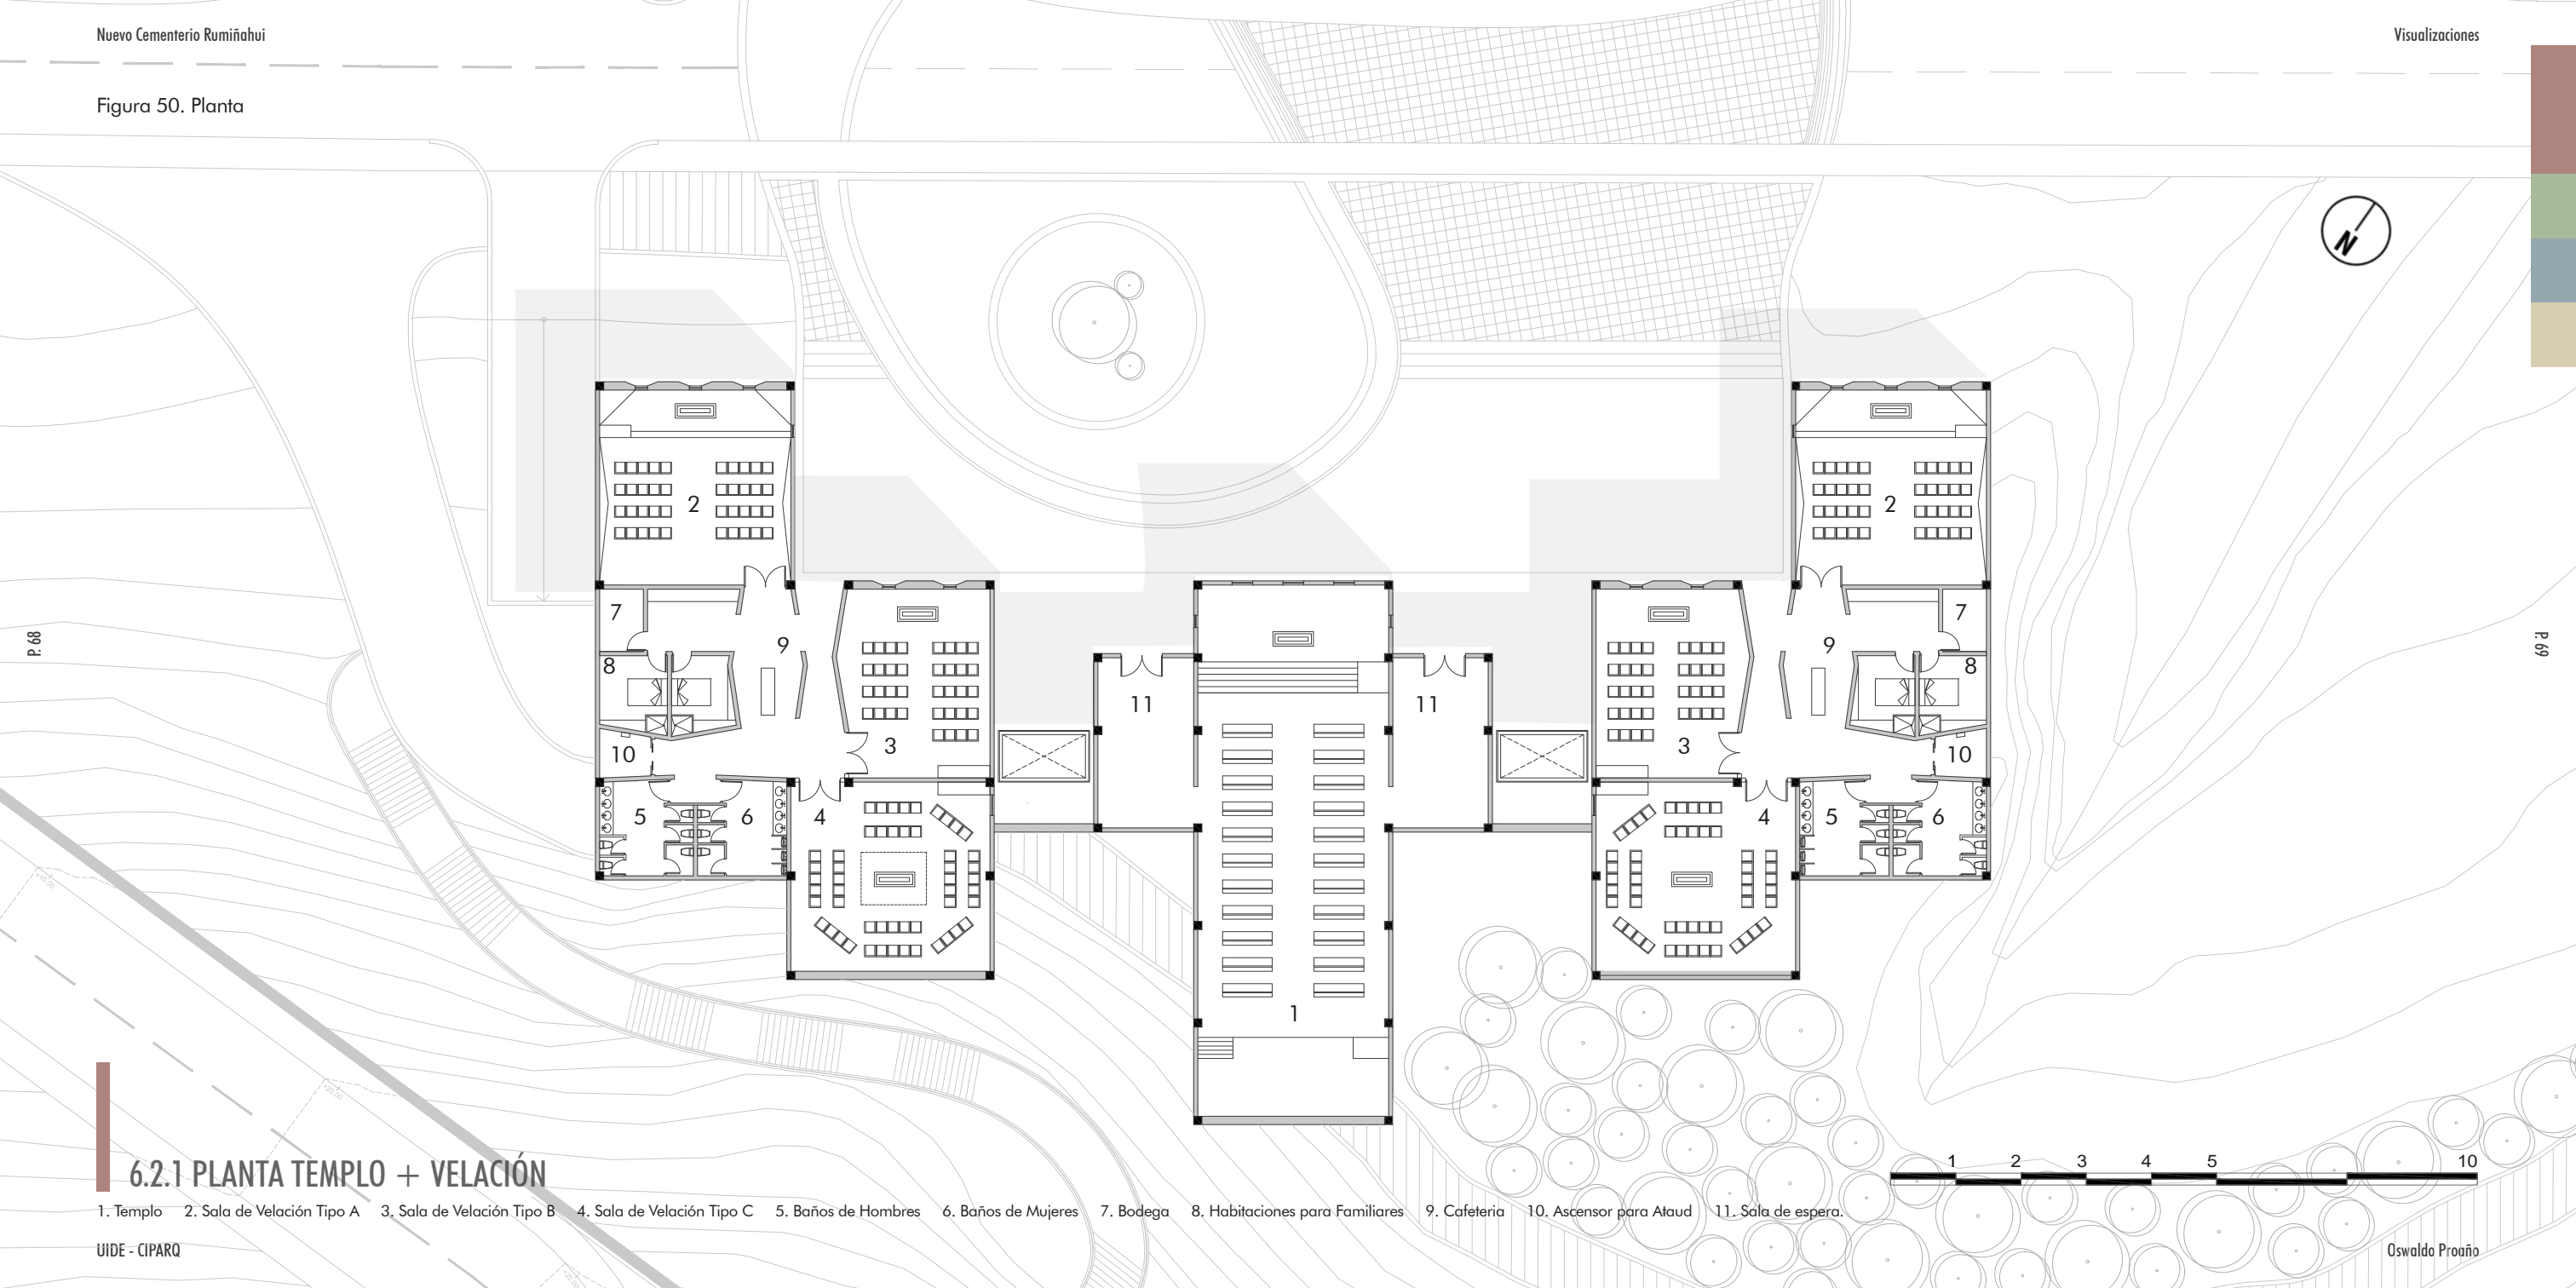 Nuevo Cementerio Rumiñahui
Visualizaciones
Figura 50. Planta
N
2
2
7
9
8
10
3
5
6
4
11
11
1
9
7
8
3
10
4
5
6
P. 68
P. 69
6.2.1 PLANTA TEMPLO + VELACIÓN
1 2 3 4 5 10
1. Templo 2. Sala de Velación Tipo A 3. Sala de Velación Tipo B 4. Sala de Velación Tipo C 5. Baños de Hombres 6. Baños de Mujeres 7. Bodega 8. Habitaciones para Familiares 9. Cafeteria 10. Ascensor para Ataud 11. Sala de espera.
UIDE - CIPARQ
Oswaldo Proaño